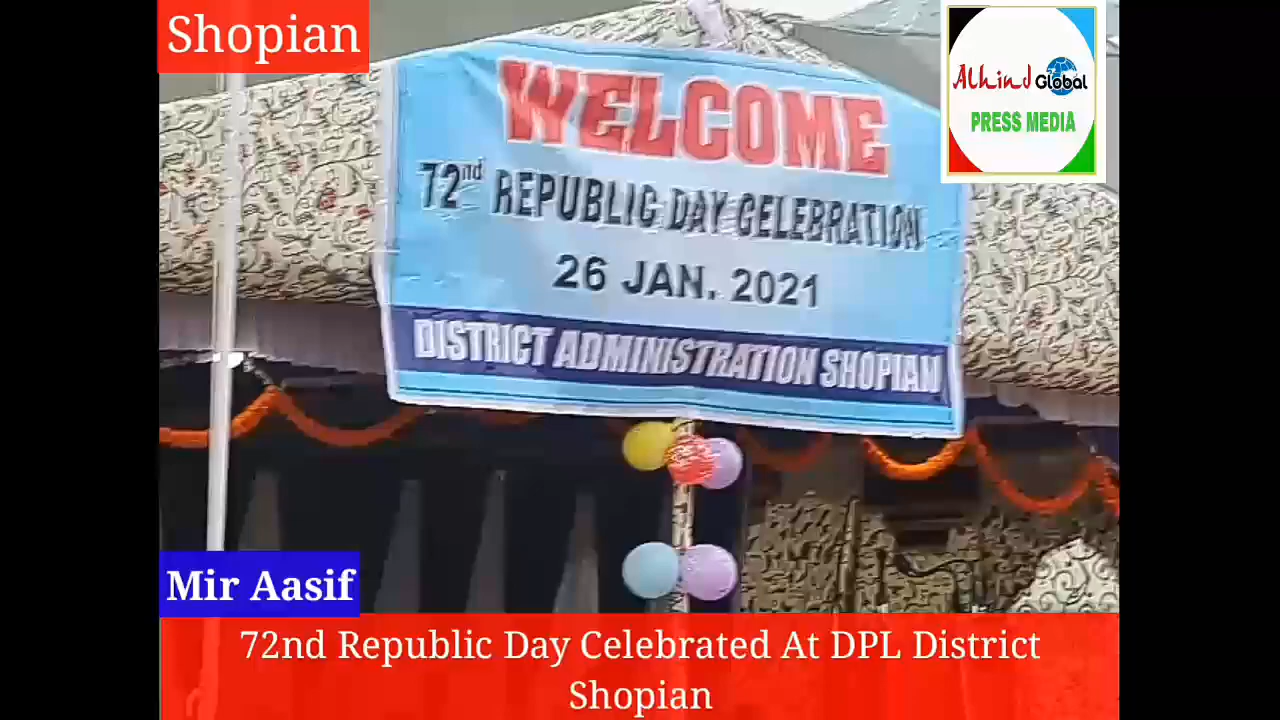 Shopian
Alhind Global
PRESS MEDIA
WELCOME
72nd REPUBLIC DAY CELEBRATION
26 JAN. 2021
DISTRICT ADMINISTRATION SHOPIAN
Mir Aasif
72nd Republic Day Celebrated At DPL District
Shopian